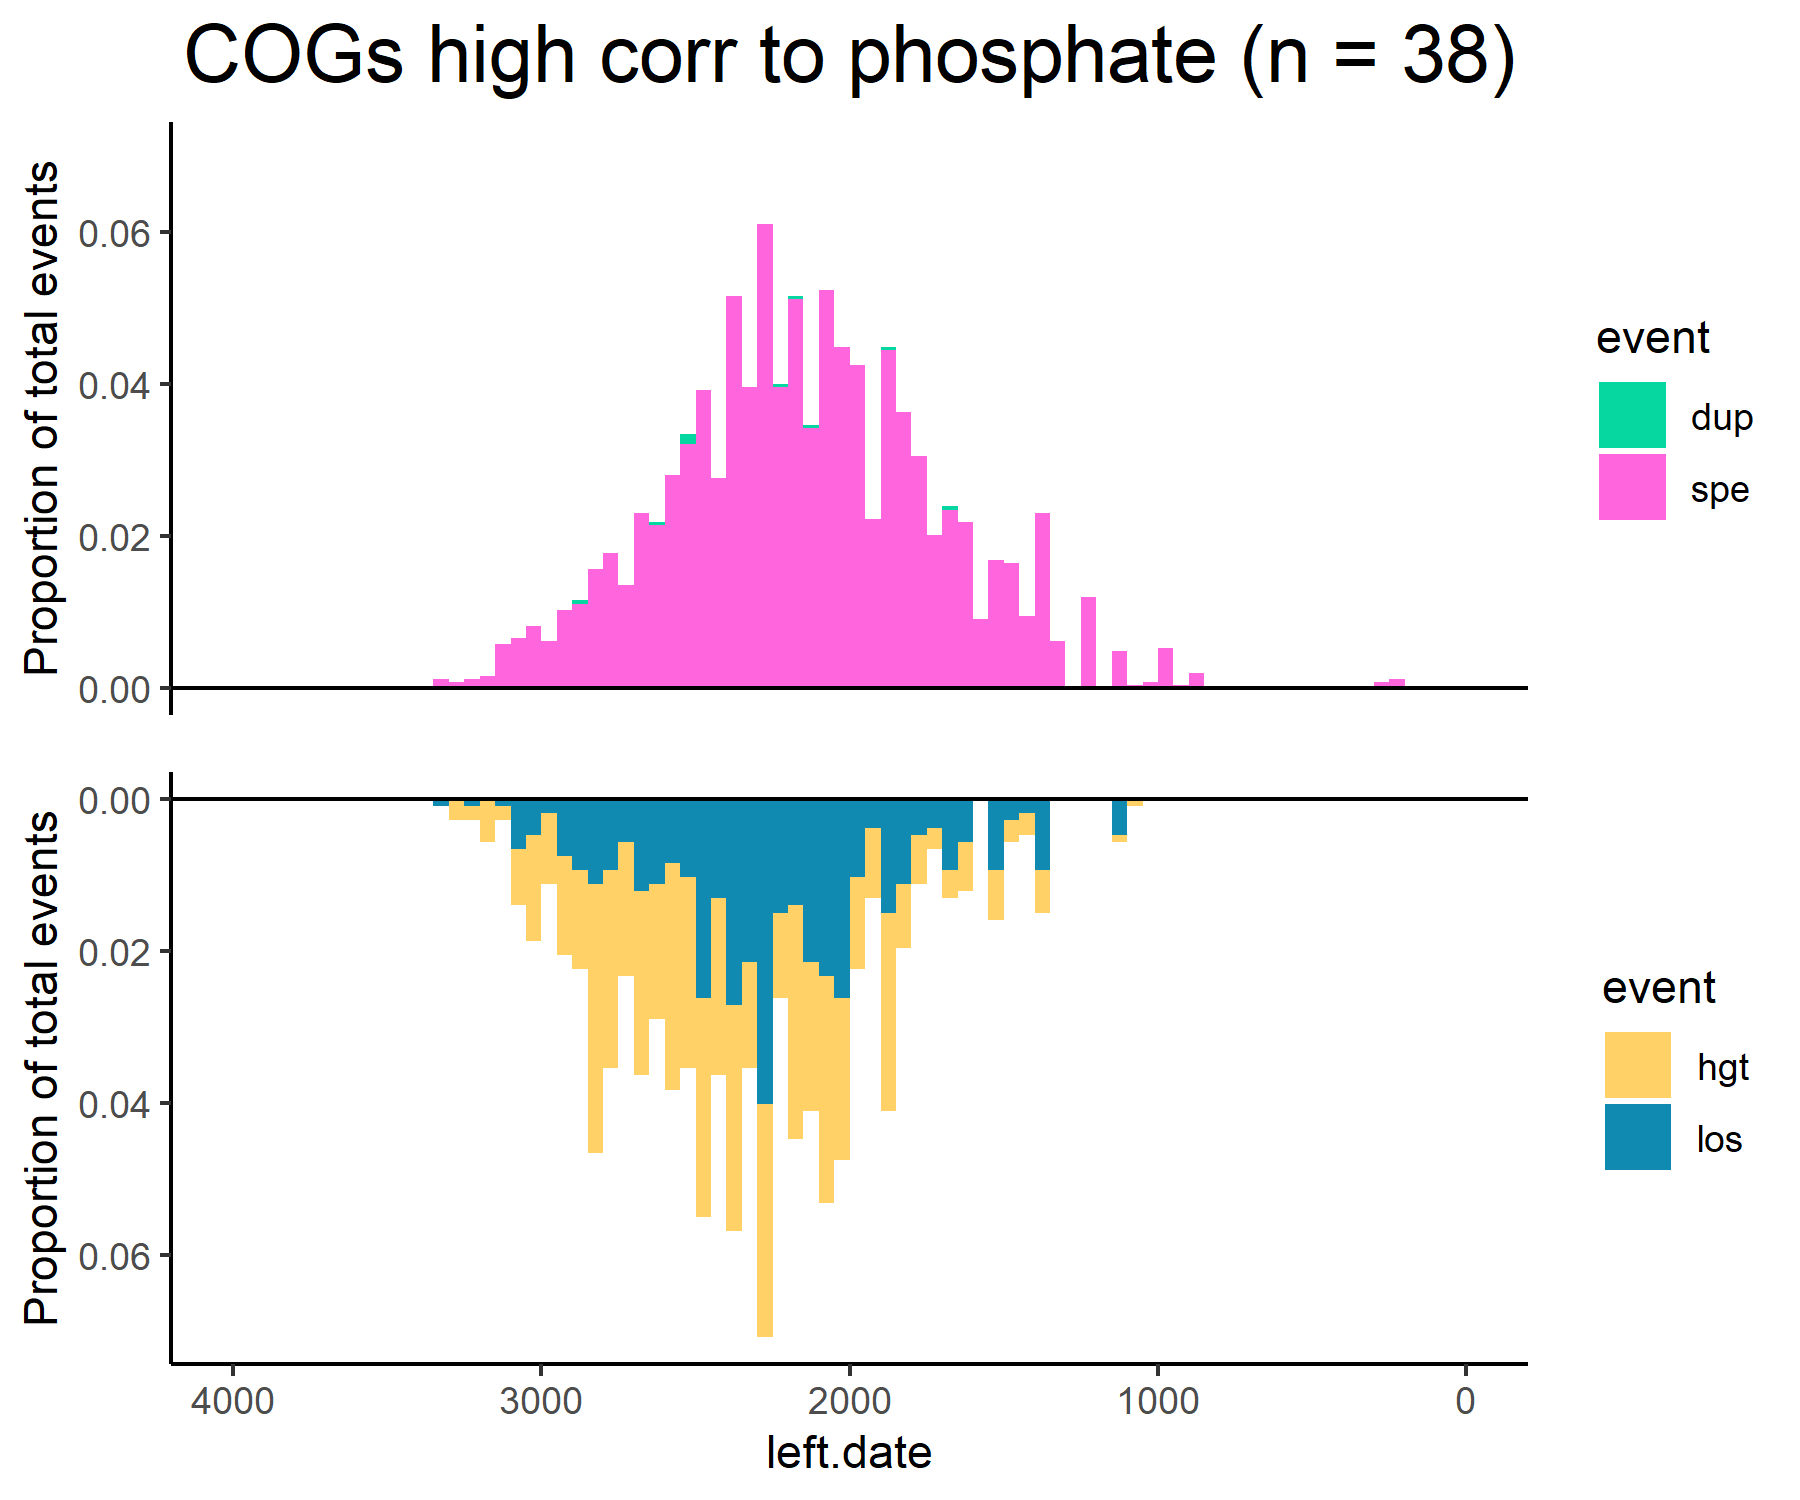 COGs high corr to phosphate (n = 38)
Proportion of total events
0.06
0.04
0.02
0.00
event
dup
spe
Proportion of total events
0.00
0.02
0.04
0.06
event
hgt
los
4000 3000 2000 1000 0
left.date